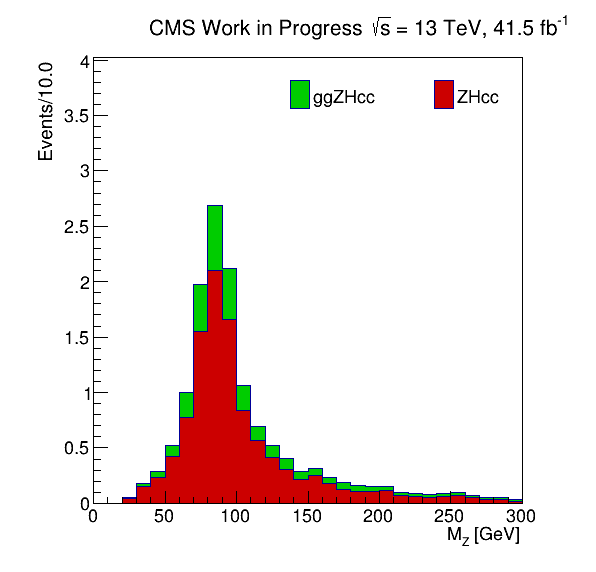 CMS Work in Progress √s = 13 TeV, 41.5 fb⁻¹
Events/10.0
4
3.5
3
2.5
2
1.5
1
0.5
0
ggZHcc ZHcc
0 50 100 150 200 250 300
M_Z [GeV]